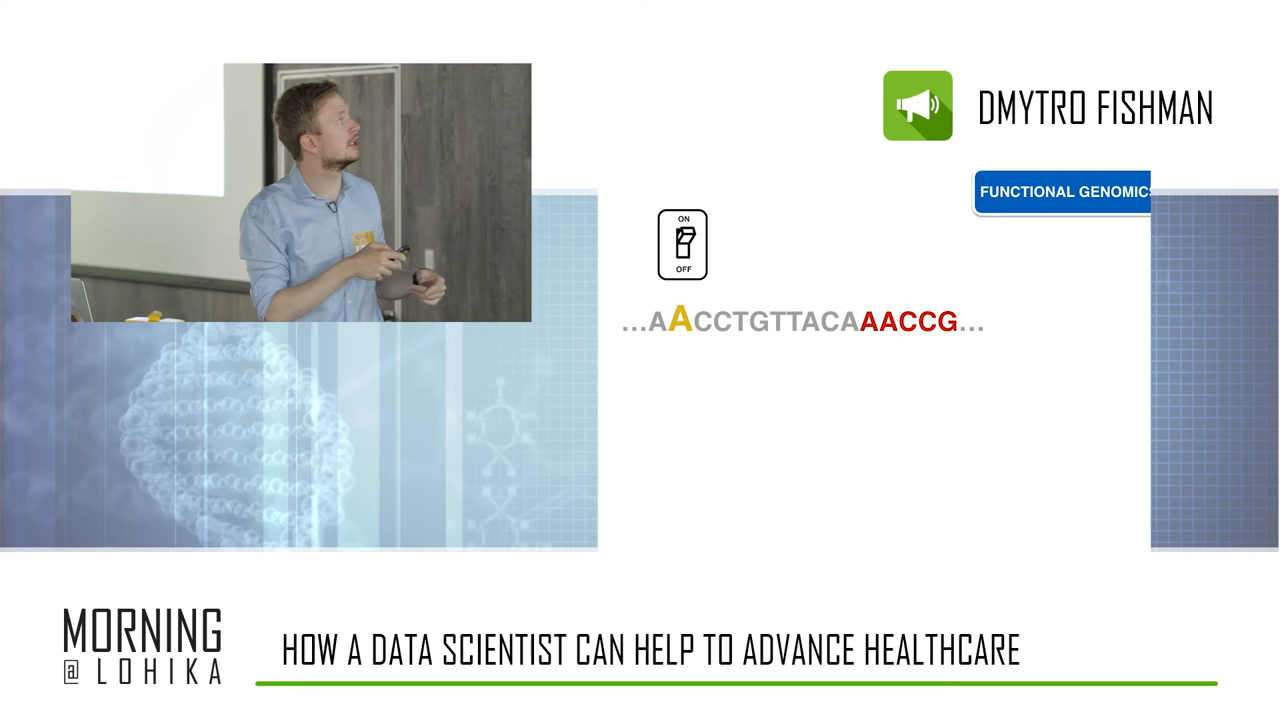 DMYTRO FISHMAN
FUNCTIONAL GENOMICS
ON
OFF
...AACCTGTTACAAACCG...
MORNING
@ LOHIKA
HOW A DATA SCIENTIST CAN HELP TO ADVANCE HEALTHCARE